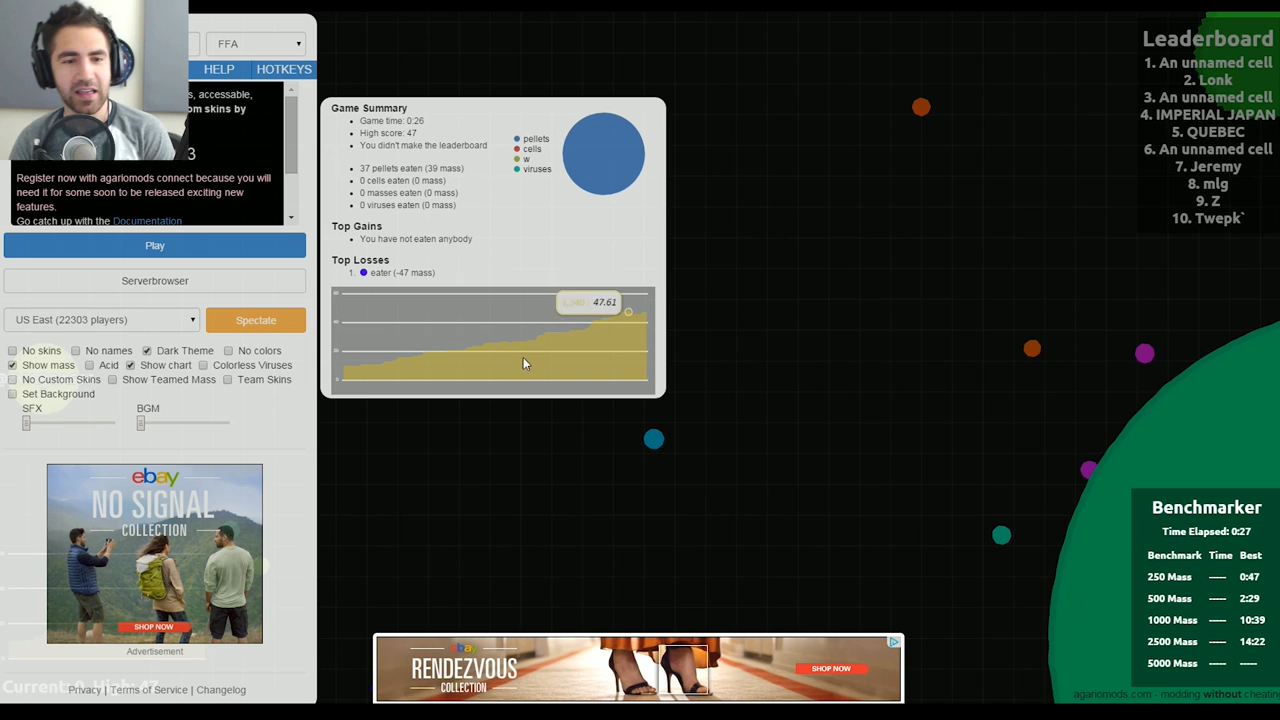 FFA
HELP
HOTKEYS
s, accessable,
om skins by
3
Register now with agariomods connect because you will
need it for some soon to be released exciting new
features.
Go catch up with the Documentation
Play
Serverbrowser
US East (22303 players)
Spectate
No skins No names Dark Theme No colors
Show mass Acid Show chart Colorless Viruses
No Custom Skins Show Teamed Mass Team Skins
Set Background
SFX BGM
ebay
NO SIGNAL
COLLECTION
SHOP NOW
Advertisement
Privacy | Terms of Service | Changelog
Game Summary
Game time: 0:26
High score: 47
You didn't make the leaderboard
37 pellets eaten (39 mass)
0 cells eaten (0 mass)
0 masses eaten (0 mass)
0 viruses eaten (0 mass)
pellets
cells
w
viruses
Top Gains
You have not eaten anybody
Top Losses
1. eater (-47 mass)
47.61
ebay
RENDEZVOUS
COLLECTION
SHOP NOW
Leaderboard
1. An unnamed cell
2. Lonk
3. An unnamed cell
4. IMPERIAL JAPAN
5. QUEBEC
6. An unnamed cell
7. Jeremy
8. mlg
9. Z
10. Twepk`
Benchmarker
Time Elapsed: 0:27
Benchmark Time Best
250 Mass ----- 0:47
500 Mass ----- 2:29
1000 Mass ----- 10:39
2500 Mass ----- 14:22
5000 Mass ----- -----
agariomods.com - modding without cheating